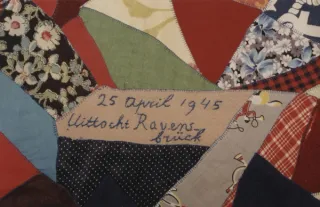 25 April 1945
Uittocht Ravens-
brück